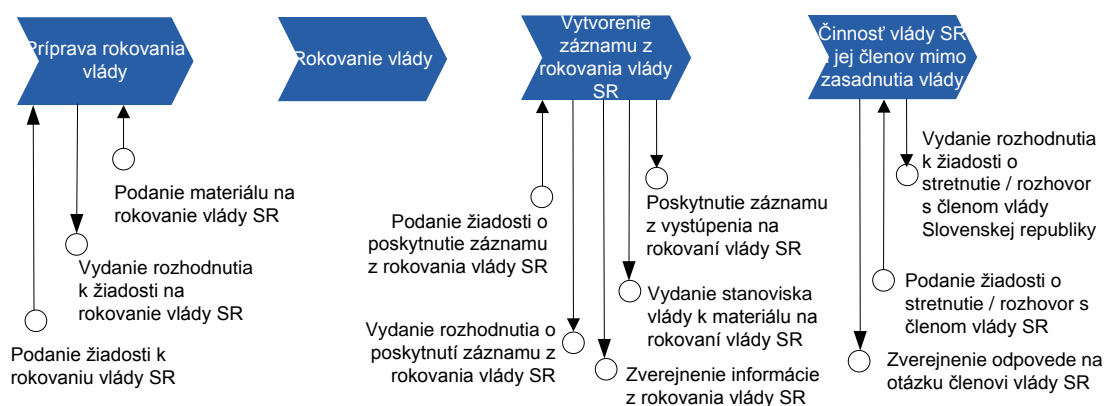 Príprava rokovania
vlády
Rokovanie vlády
Vytvorenie
záznamu z
rokovania vlády
SR
Činnosť vlády SR
a jej členov mimo
zasadnutia vlády
Podanie materiálu na
rokovanie vlády SR
Vydanie rozhodnutia
k žiadosti na
rokovanie vlády SR
Podanie žiadosti k
rokovaniu vlády SR
Podanie žiadosti o
poskytnutie záznamu
z rokovania vlády SR
Vydanie rozhodnutia o
poskytnutí záznamu z
rokovania vlády SR
Poskytnutie záznamu
z vystúpenia na
rokovaní vlády SR
Vydanie stanoviska
vlády k materiálu na
rokovaní vlády SR
Zverejnenie informácie
z rokovania vlády SR
Vydanie rozhodnutia
k žiadosti o
stretnutie / rozhovor
s členom vlády
Slovenskej republiky
Podanie žiadosti o
stretnutie / rozhovor s
členom vlády SR
Zverejnenie odpovede na
otázku členovi vlády SR